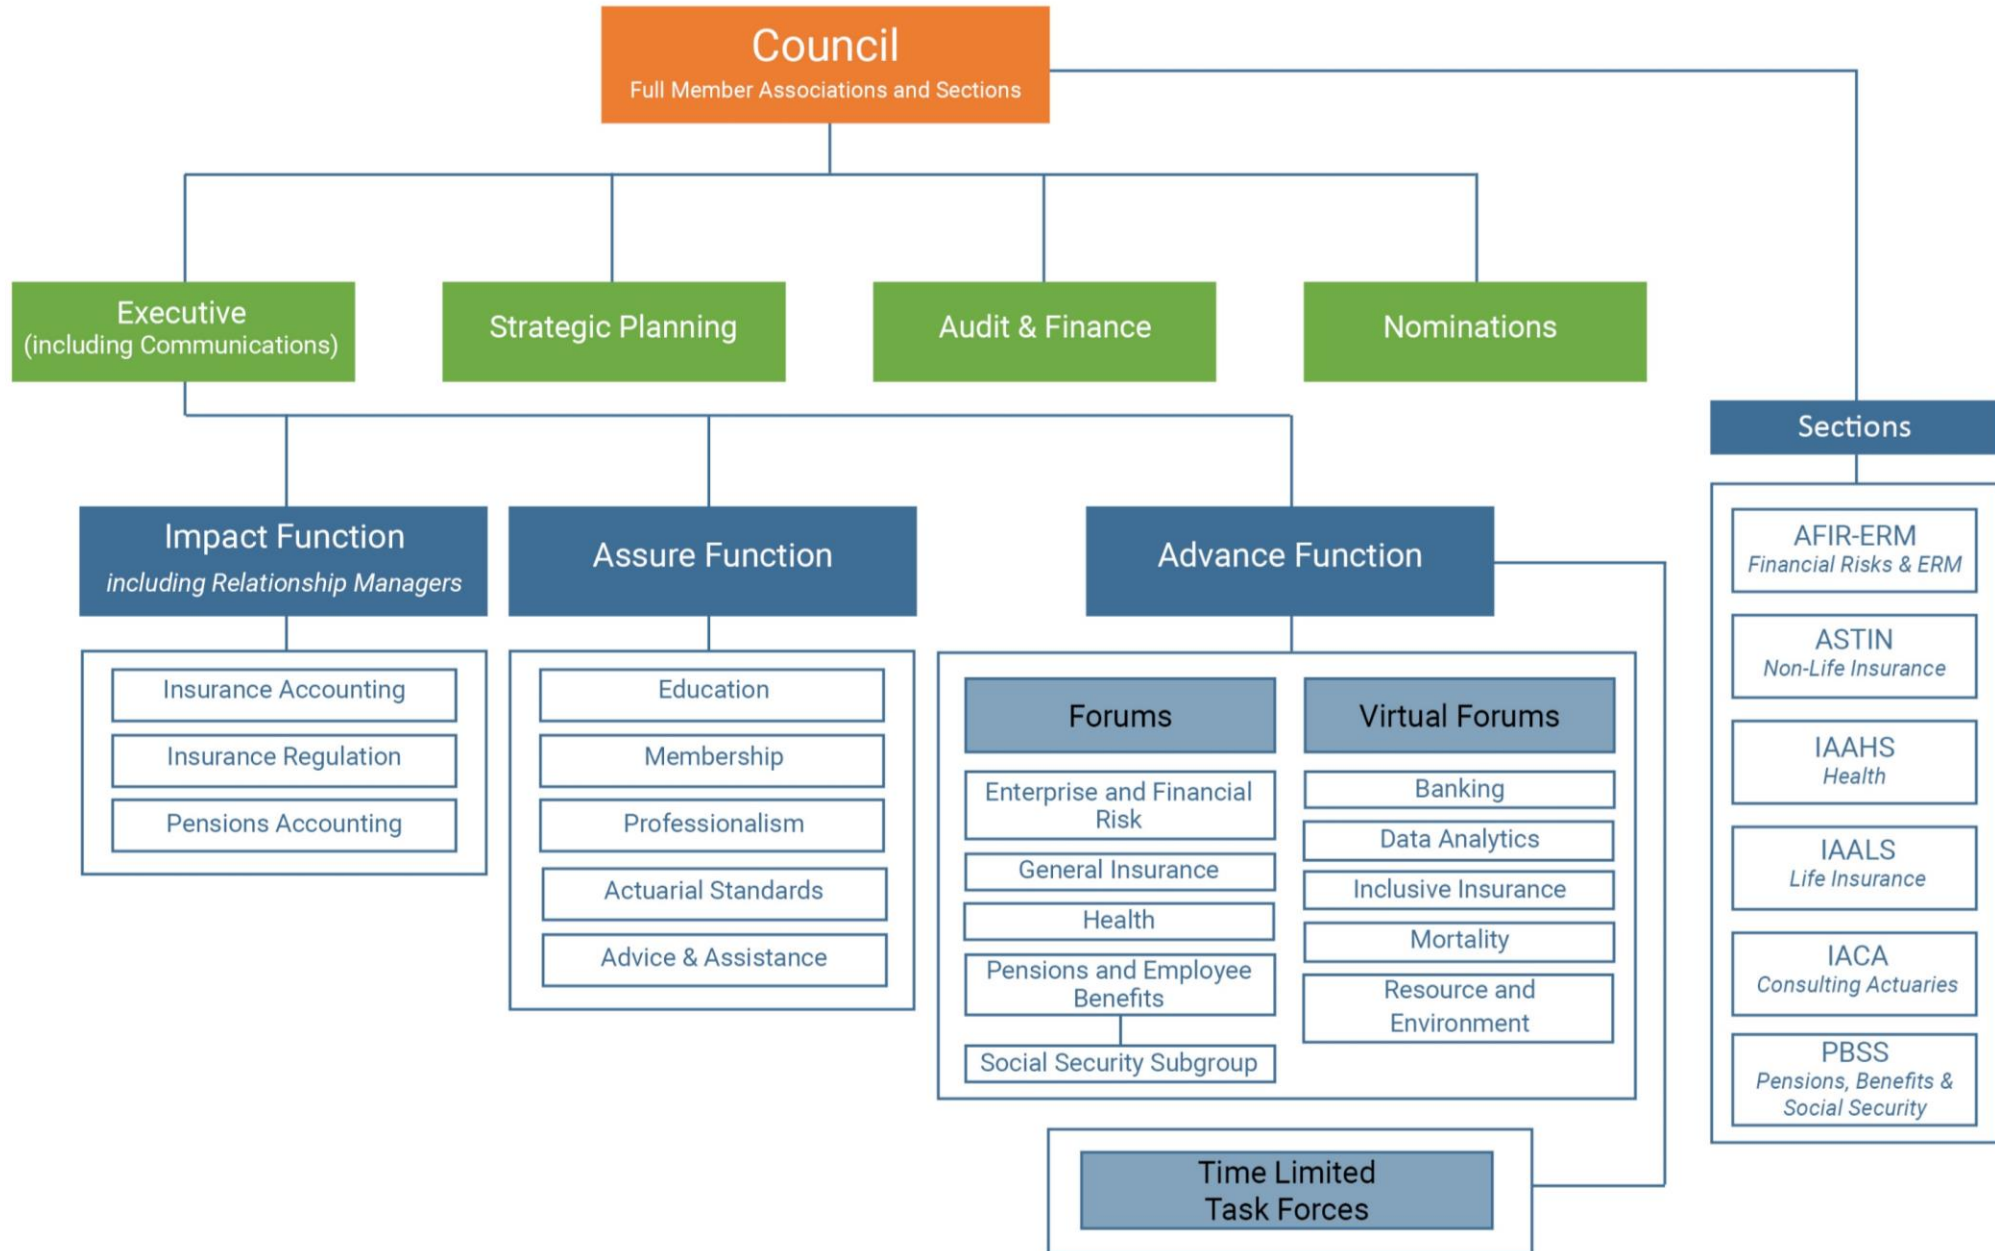 Council
Full Member Associations and Sections
Executive
(including Communications)
Strategic Planning
Audit & Finance
Nominations
Sections
Impact Function
including Relationship Managers
Assure Function
Advance Function
Insurance Accounting
Insurance Regulation
Pensions Accounting
Education
Membership
Professionalism
Actuarial Standards
Advice & Assistance
Forums
Enterprise and Financial
Risk
General Insurance
Health
Pensions and Employee
Benefits
Social Security Subgroup
Virtual Forums
Banking
Data Analytics
Inclusive Insurance
Mortality
Resource and
Environment
Time Limited
Task Forces
AFIR-ERM
Financial Risks & ERM
ASTIN
Non-Life Insurance
IAAHS
Health
IAALS
Life Insurance
IACA
Consulting Actuaries
PBSS
Pensions, Benefits &
Social Security